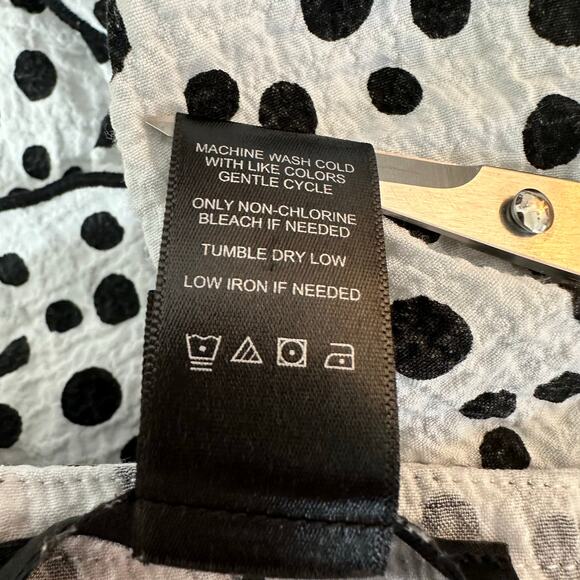 MACHINE WASH COLD
WITH LIKE COLORS
GENTLE CYCLE
ONLY NON-CHLORINE
BLEACH IF NEEDED
TUMBLE DRY LOW
LOW IRON IF NEEDED